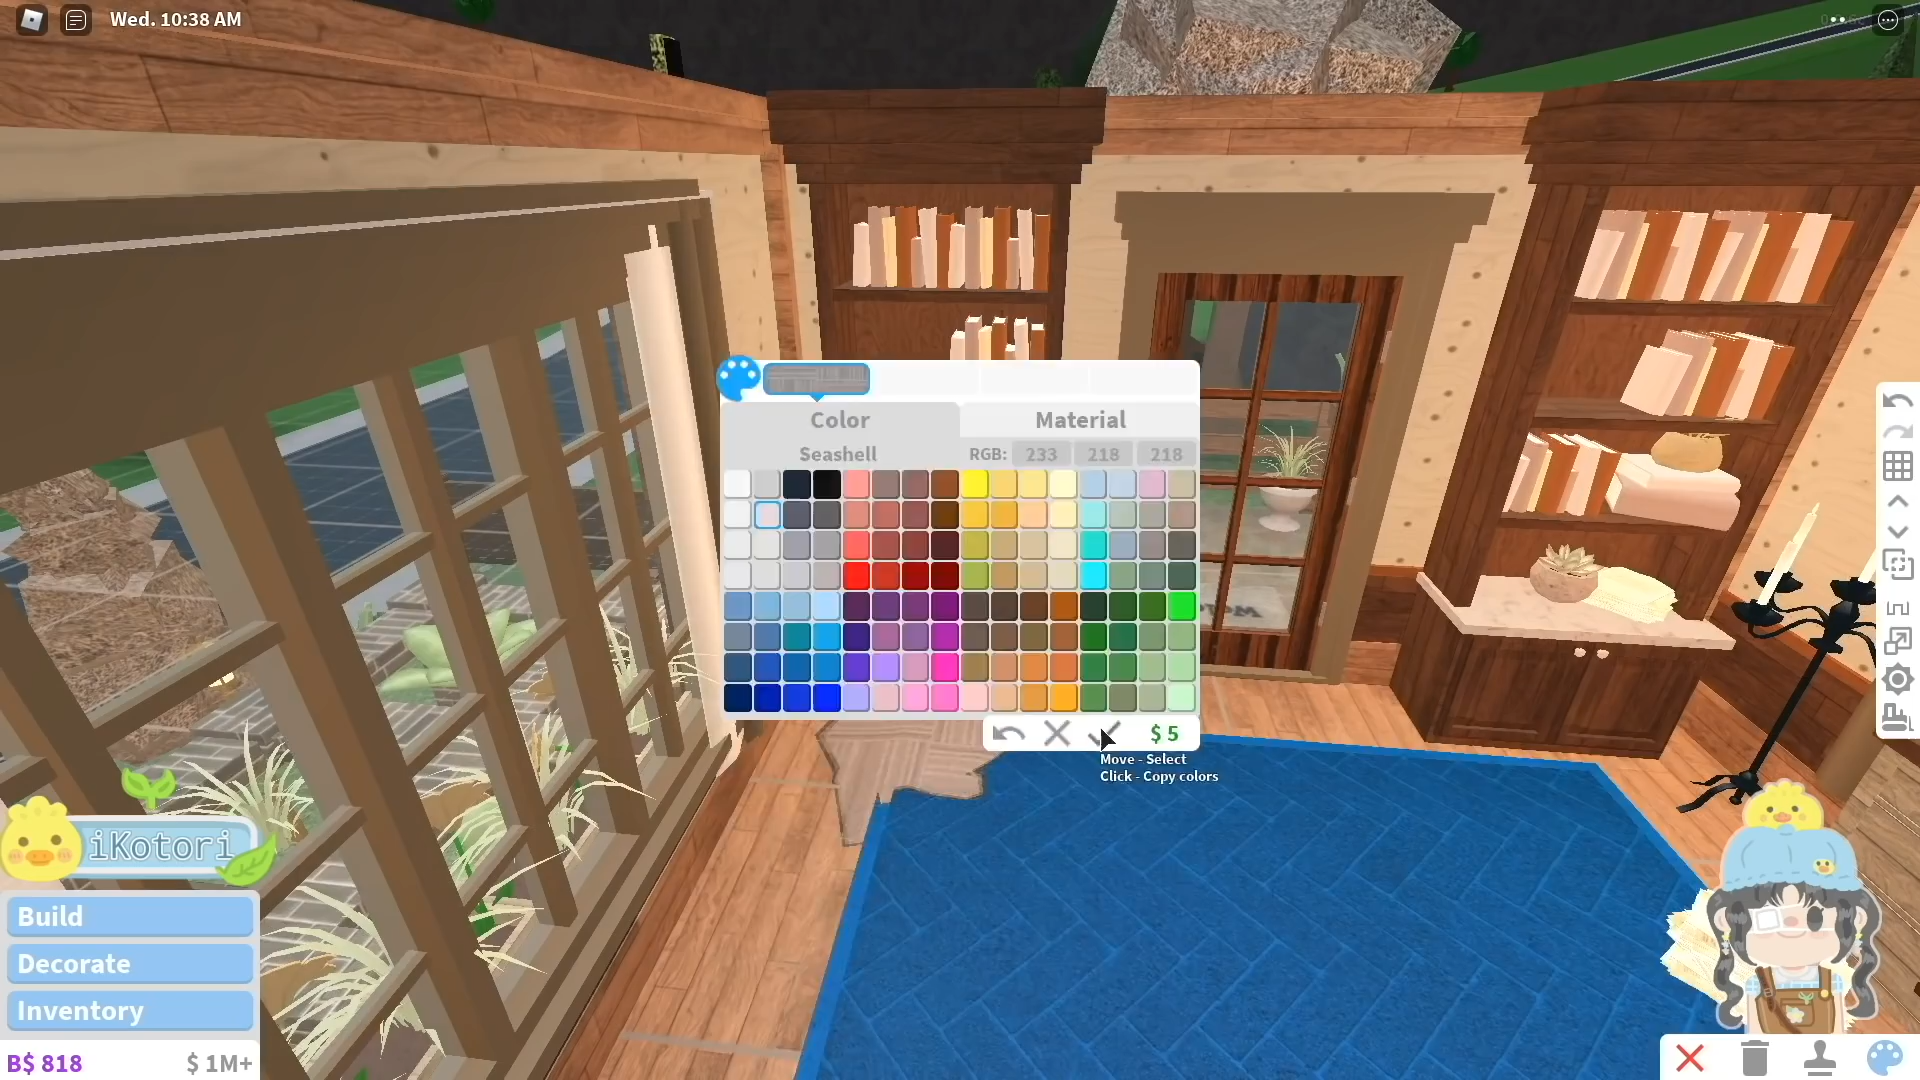 Wed. 10:38 AM
Color
Material
Seashell
RGB: 233 218 218
$ 5
Move - Select
Click - Copy colors
iKotori
Build
Decorate
Inventory
B$ 818
$ 1M+